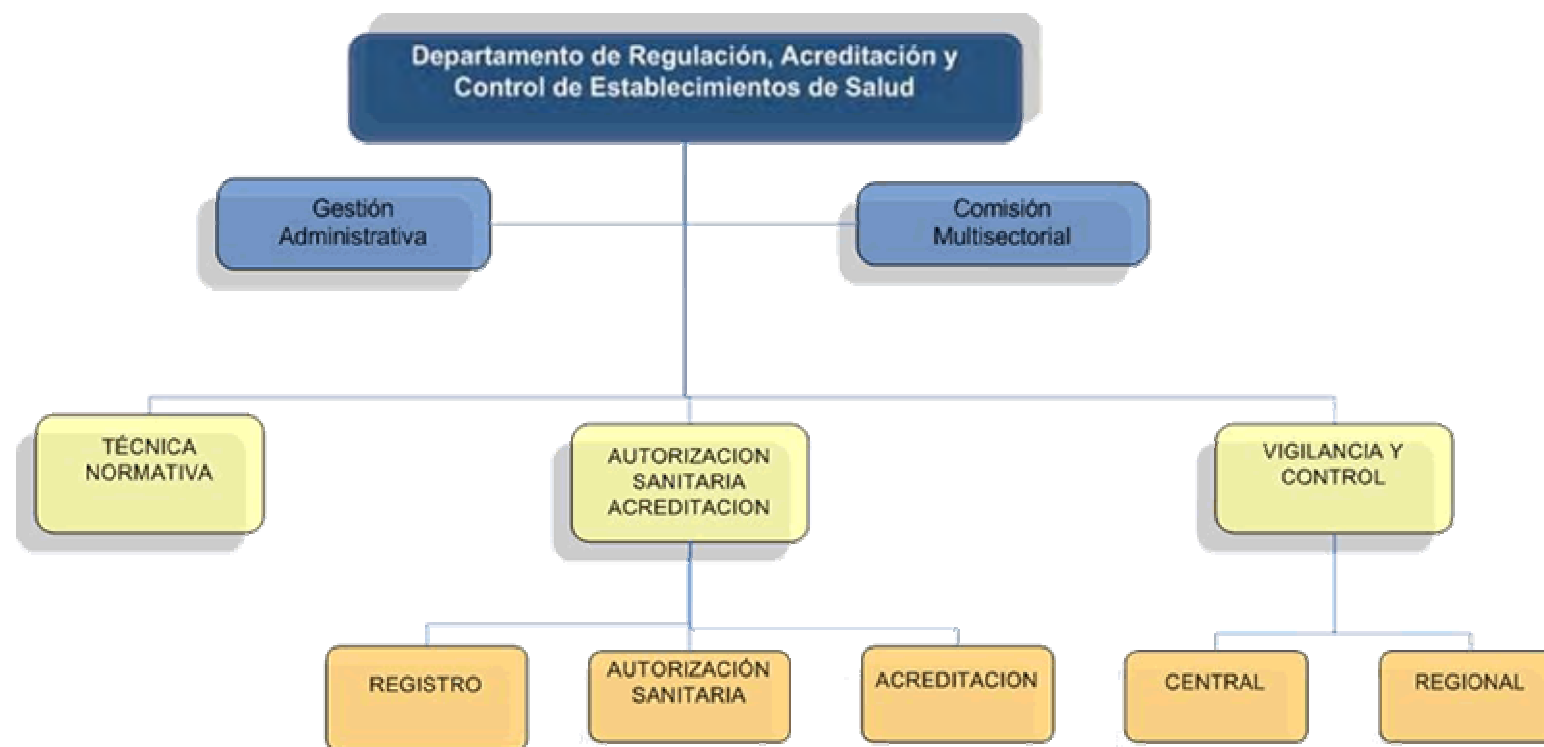 Departamento de Regulación, Acreditación y
Control de Establecimientos de Salud
Gestión
Administrativa
Comisión
Multisectorial
TÉCNICA
NORMATIVA
AUTORIZACION
SANITARIA
ACREDITACION
VIGILANCIA Y
CONTROL
REGISTRO
AUTORIZACIÓN
SANITARIA
ACREDITACION
CENTRAL
REGIONAL